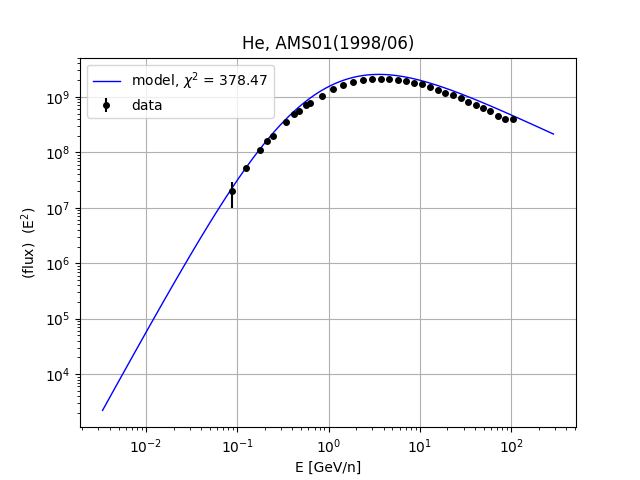 He, AMS01(1998/06)
model, χ² = 378.47
data
10⁹
10⁸
10⁷
10⁶
10⁵
10⁴
(flux) (E²)
10⁻² 10⁻¹ 10⁰ 10¹ 10²
E [GeV/n]